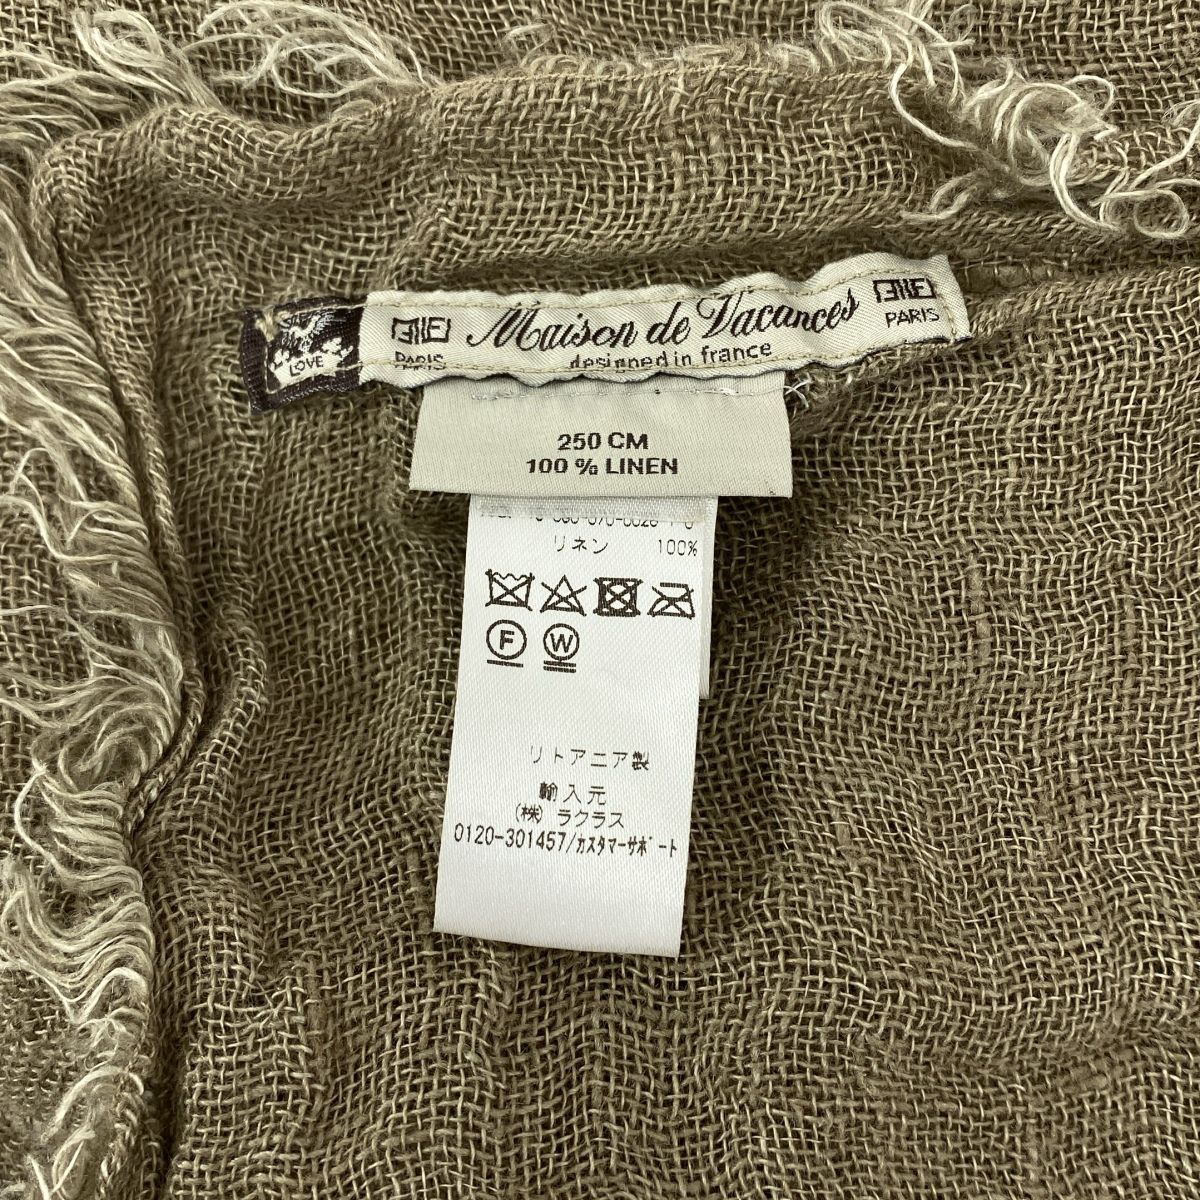 LOVE
PARIS
Maison de Vacances
designed in france
PARIS
250 CM
100 % LINEN
リネン 100%
F W
リトアニア製
輸入元
(株) ラクラス
0120-301457/カスタマーサポート